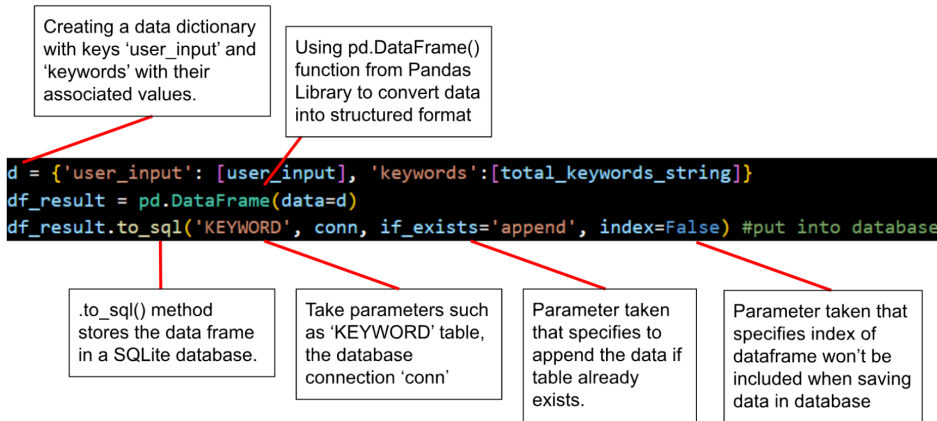 Creating a data dictionary
with keys ‘user_input’ and
‘keywords’ with their
associated values.
Using pd.DataFrame()
function from Pandas
Library to convert data
into structured format
d = {'user_input': [user_input], 'keywords':[total_keywords_string]}
df_result = pd.DataFrame(data=d)
df_result.to_sql('KEYWORD', conn, if_exists='append', index=False) #put into database
.to_sql() method
stores the data frame
in a SQLite database.
Take parameters such
as ‘KEYWORD’ table,
the database
connection ‘conn’
Parameter taken
that specifies to
append the data if
table already
exists.
Parameter taken that
specifies index of
dataframe won’t be
included when saving
data in database